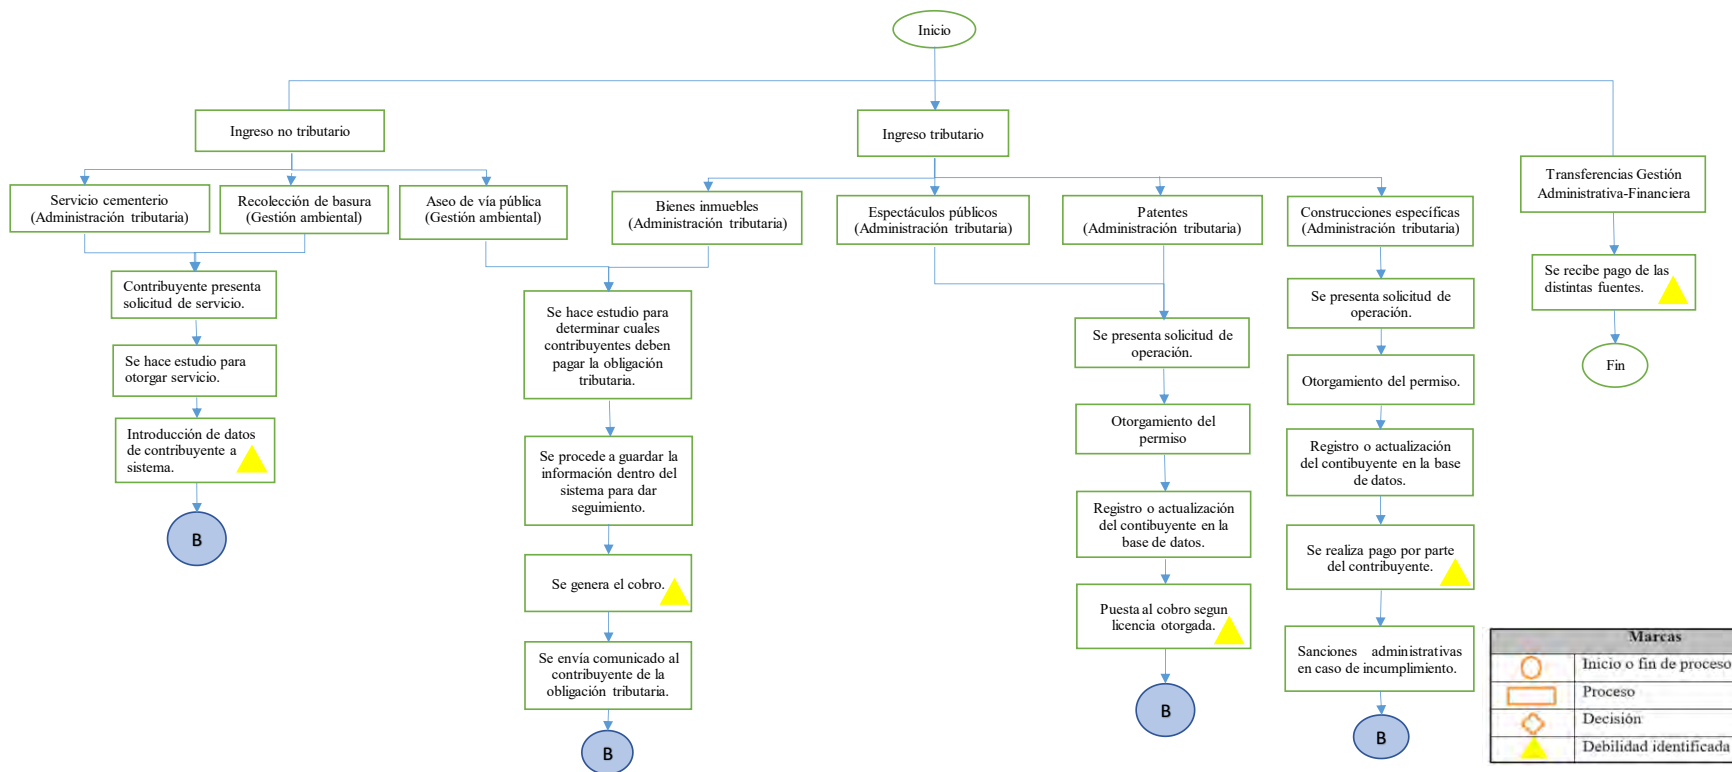 Inicio
Ingreso no tributario
Ingreso tributario
Transferencias Gestión
Administrativa-Financiera
Servicio cementerio
(Administración tributaria)
Recolección de basura
(Gestión ambiental)
Aseo de vía pública
(Gestión ambiental)
Bienes inmuebles
(Administración tributaria)
Espectáculos públicos
(Administración tributaria)
Patentes
(Administración tributaria)
Construcciones específicas
(Administración tributaria)
Contribuyente presenta
solicitud de servicio.
Se hace estudio para
otorgar servicio.
Introducción de datos
de contribuyente a
sistema.
B
Se hace estudio para
determinar cuales
contribuyentes deben
pagar la obligación
tributaria.
Se procede a guardar la
información dentro del
sistema para dar
seguimiento.
Se genera el cobro.
Se envía comunicado al
contribuyente de la
obligación tributaria.
B
Se presenta solicitud de
operación.
Otorgamiento del
permiso
Registro o actualización
del contibuyente en la
base de datos.
Puesta al cobro segun
licencia otorgada.
B
Se presenta solicitud de
operación.
Otorgamiento del permiso.
Registro o actualización
del contibuyente en la base
de datos.
Se realiza pago por parte
del contribuyente.
Sanciones administrativas
en caso de incumplimiento.
B
Se recibe pago de las
distintas fuentes.
Fin
Marcas
Inicio o fin de proceso
Proceso
Decisión
Debilidad identificada